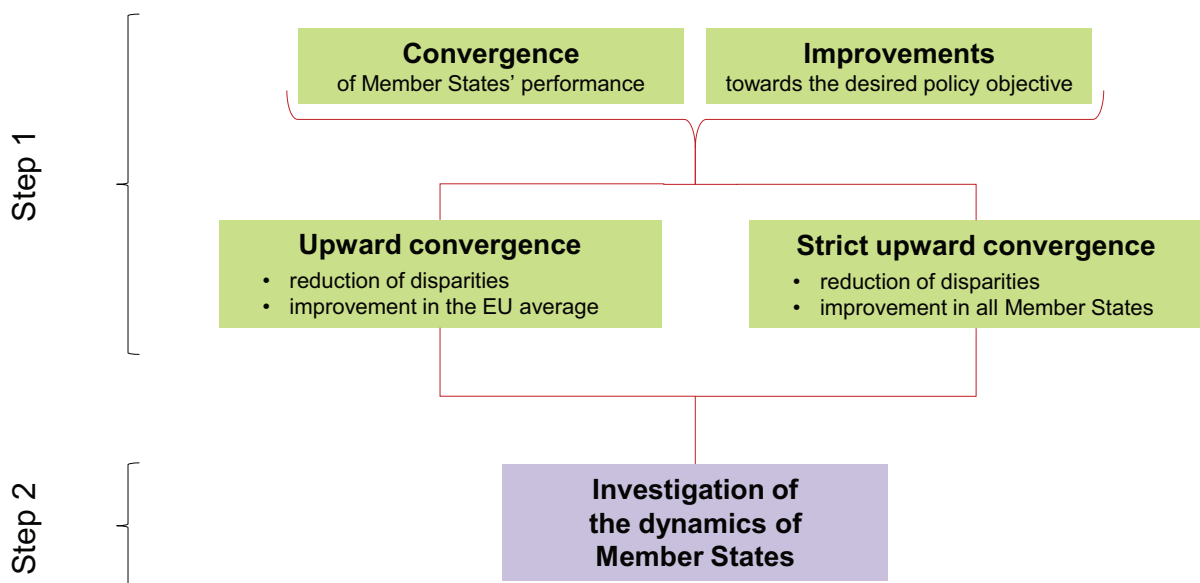 Step 1
Convergence
of Member States’ performance
Improvements
towards the desired policy objective
Upward convergence
• reduction of disparities
• improvement in the EU average
Strict upward convergence
• reduction of disparities
• improvement in all Member States
Step 2
Investigation of
the dynamics of
Member States